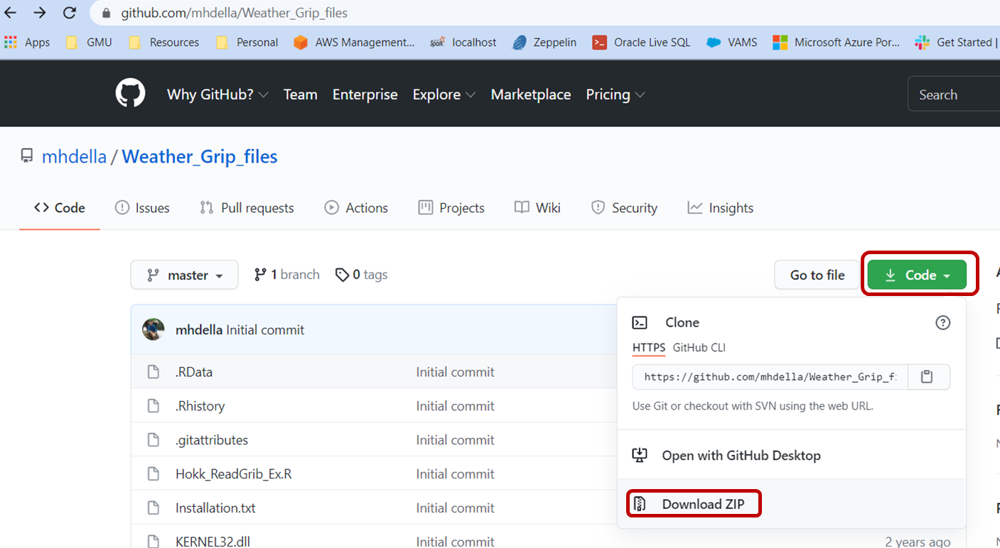 github.com/mhdella/Weather_Grip_files
Apps GMU Resources Personal AWS Management... localhost Zeppelin Oracle Live SQL VAMS Microsoft Azure Por... Get Started |
Why GitHub? Team Enterprise Explore Marketplace Pricing Search
mhdella / Weather_Grip_files
Code Issues Pull requests Actions Projects Wiki Security Insights
master 1 branch 0 tags Go to file Code
mhdella Initial commit
Clone
HTTPS GitHub CLI
.RData Initial commit
https://github.com/mhdella/Weather_Grip_f
.Rhistory Initial commit
Use Git or checkout with SVN using the web URL.
.gitattributes Initial commit
Open with GitHub Desktop
Hokk_ReadGrib_Ex.R Initial commit
Installation.txt Initial commit
Download ZIP
KERNEL32.dll Initial commit 2 years ago